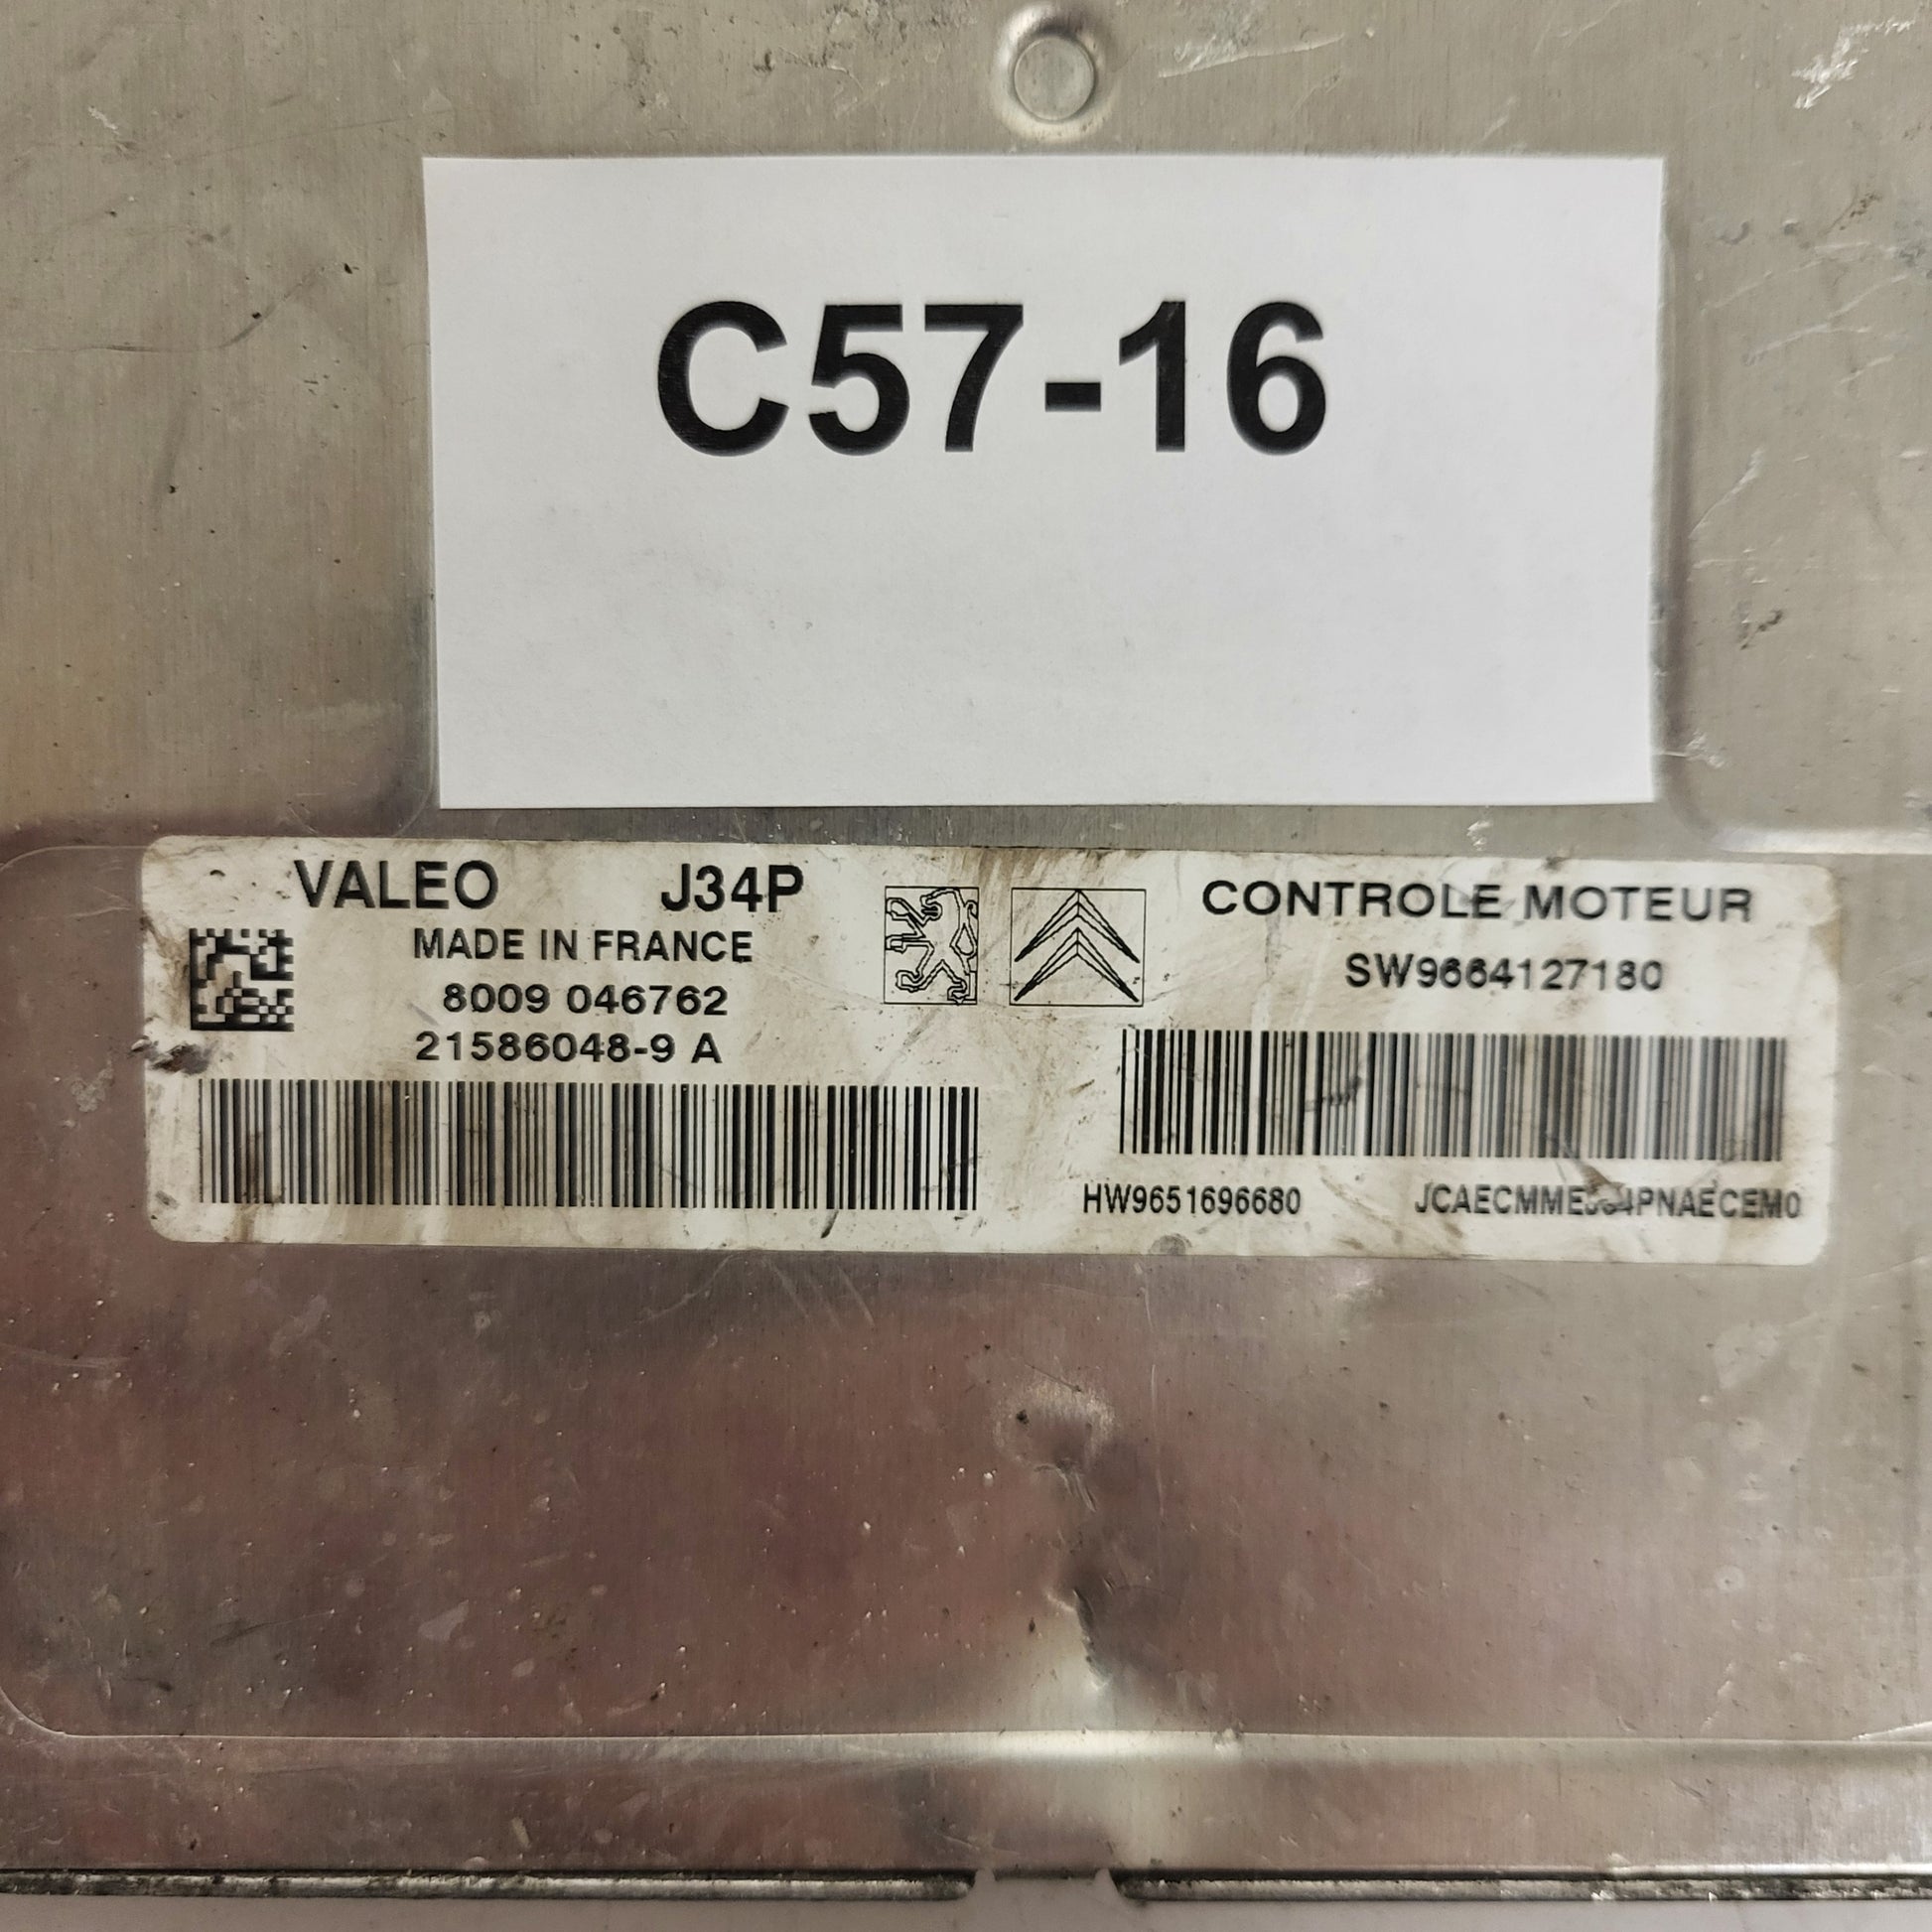 C57-16
VALEO J34P
MADE IN FRANCE
8009 046762
21586048-9 A
CONTROLE MOTEUR
SW9664127180
HW9651696680